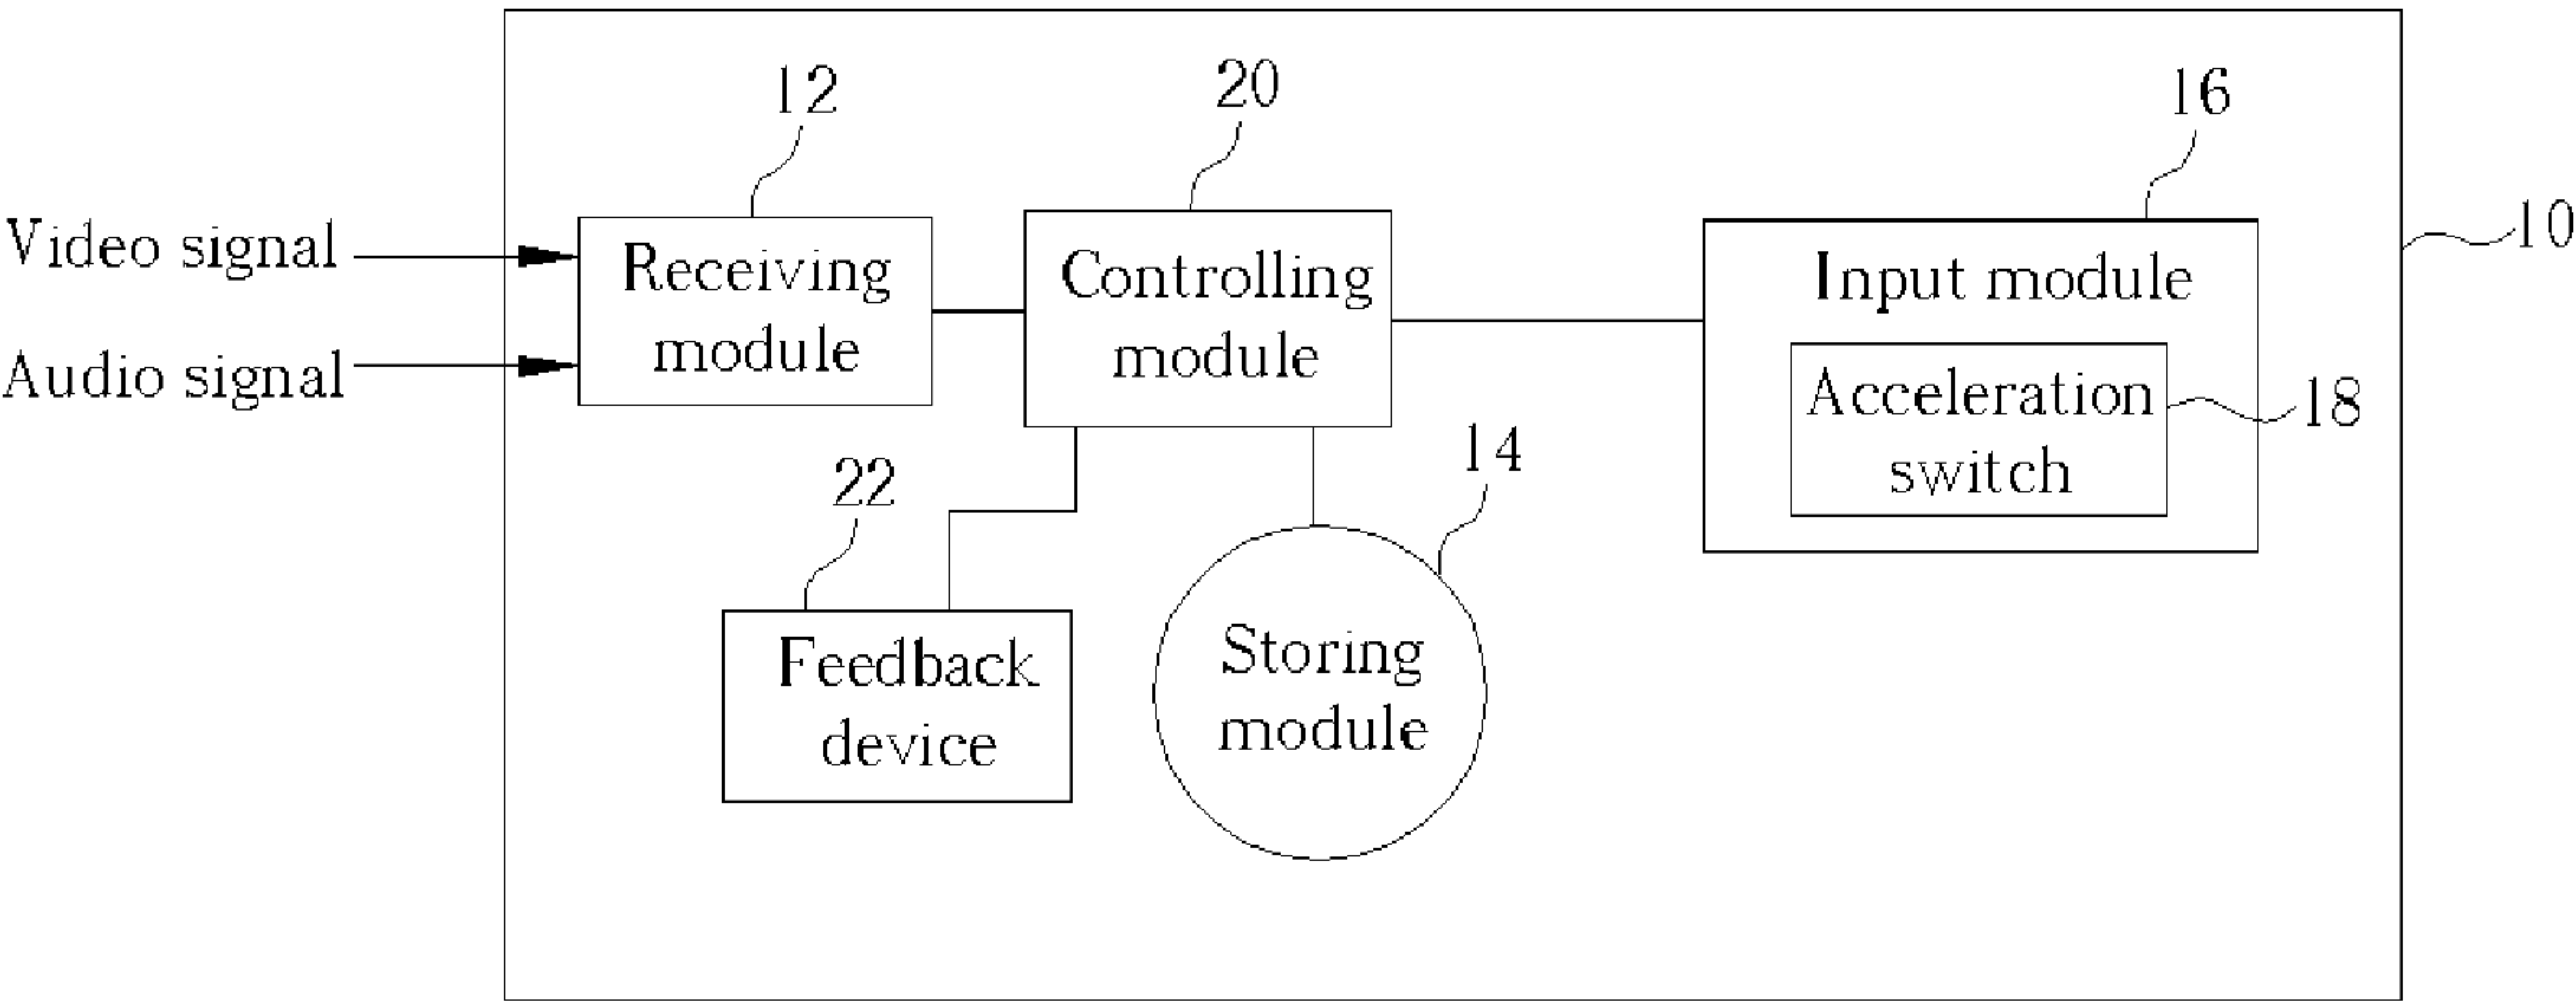 12
20
16
10
Video signal
Audio signal
Receiving
module
Controlling
module
Input module
Acceleration
switch
18
22
14
Feedback
device
Storing
module